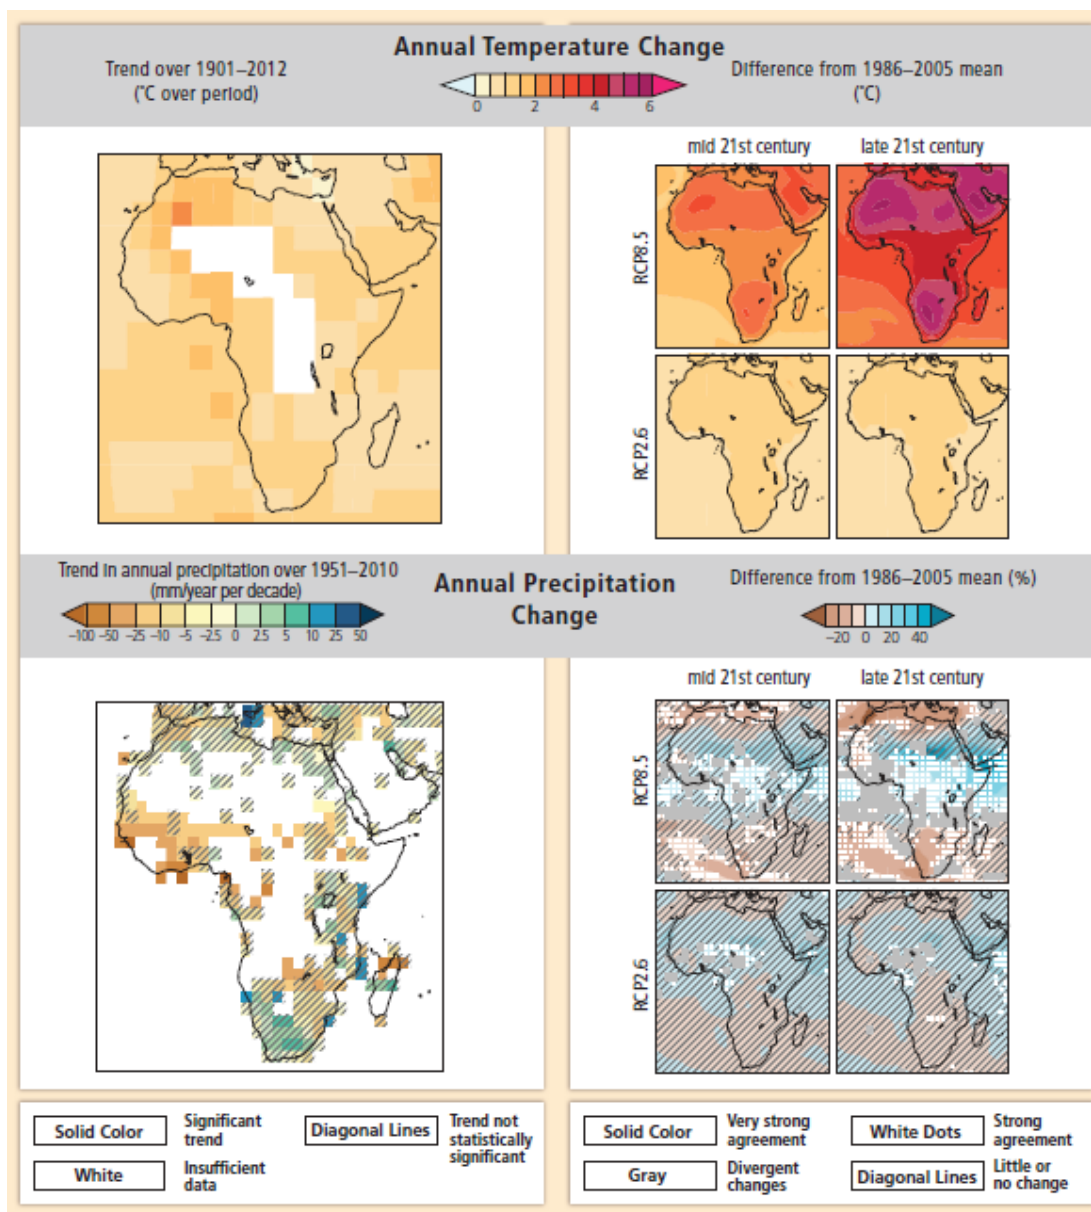 Annual Temperature Change
Trend over 1901–2012
(°C over period)
0 2 4 6
Difference from 1986–2005 mean
(°C)
mid 21st century
late 21st century
RCP8.5
RCP2.6
Trend in annual precipitation over 1951–2010
(mm/year per decade)
–100 –50 –25 –10 –5 –2.5 0 2.5 5 10 25 50
Annual Precipitation
Change
Difference from 1986–2005 mean (%)
–20 0 20 40
mid 21st century
late 21st century
RCP8.5
RCP2.6
Solid Color
Significant
trend
Diagonal Lines
Trend not
statistically
significant
White
Insufficient
data
Solid Color
Very strong
agreement
White Dots
Strong
agreement
Gray
Divergent
changes
Diagonal Lines
Little or
no change